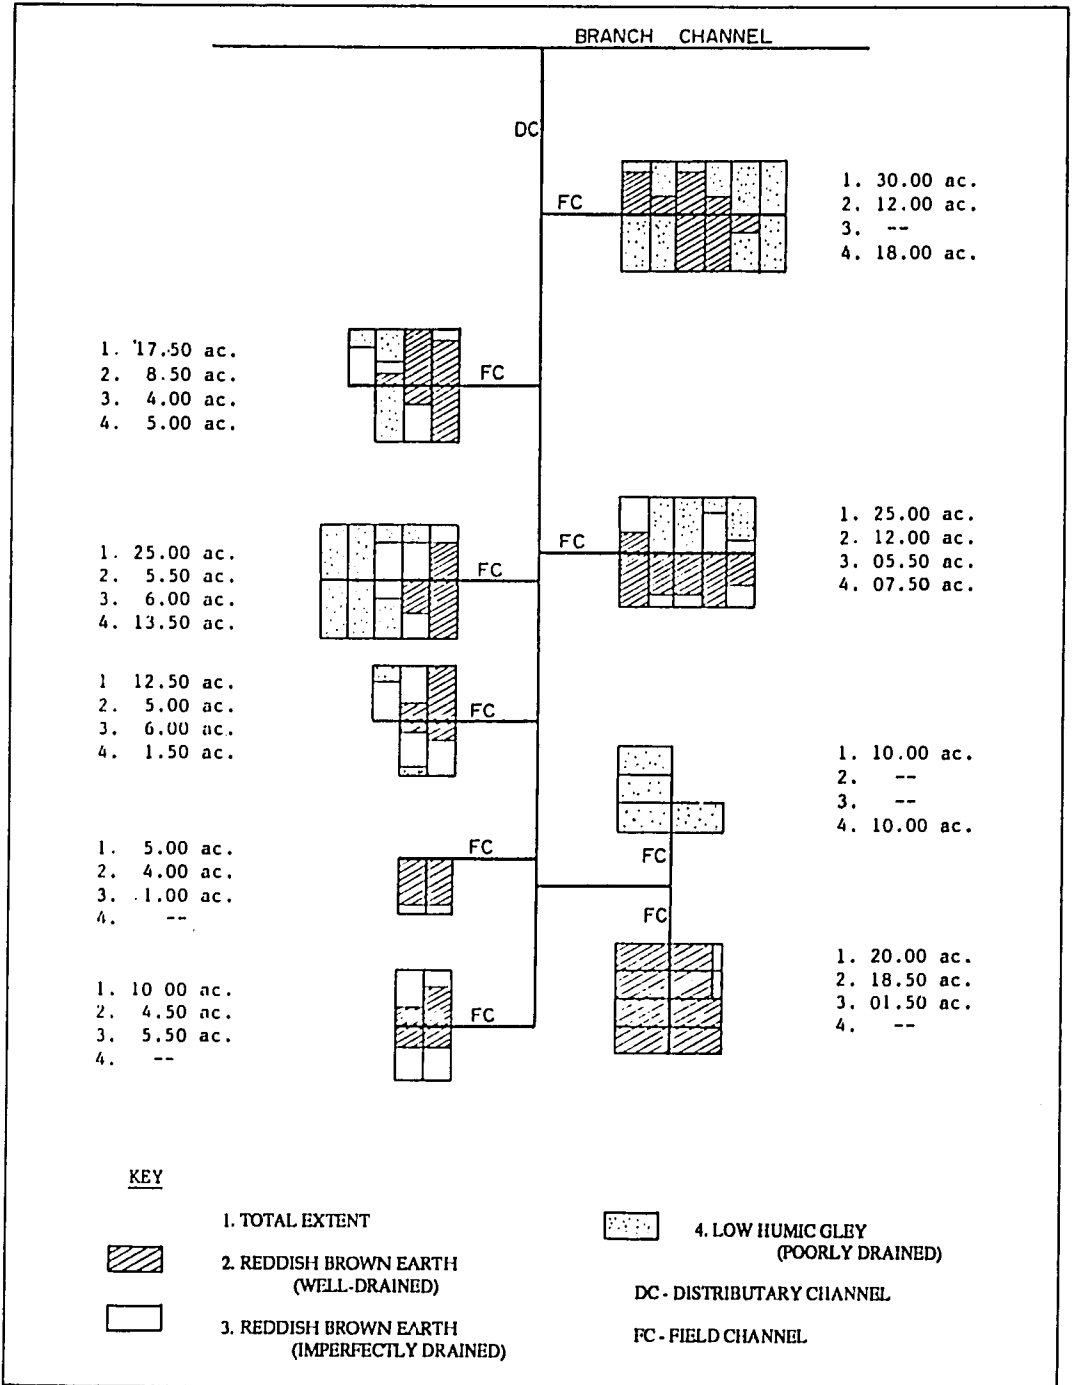 BRANCH CHANNEL
DC
FC
1. 30.00 ac.
2. 12.00 ac.
3. --
4. 18.00 ac.
1. 17.50 ac.
2. 8.50 ac.
3. 4.00 ac.
4. 5.00 ac.
FC
FC
1. 25.00 ac.
2. 12.00 ac.
3. 05.50 ac.
4. 07.50 ac.
1. 25.00 ac.
2. 5.50 ac.
3. 6.00 ac.
4. 13.50 ac.
FC
1 12.50 ac.
2. 5.00 ac.
3. 6.00 ac.
4. 1.50 ac.
FC
1. 10.00 ac.
2. --
3. --
4. 10.00 ac.
FC
1. 5.00 ac.
2. 4.00 ac.
3. 1.00 ac.
4. --
FC
FC
1. 20.00 ac.
2. 18.50 ac.
3. 01.50 ac.
4. --
1. 10 00 ac.
2. 4.50 ac.
3. 5.50 ac.
4. --
FC
KEY
1. TOTAL EXTENT
2. REDDISH BROWN EARTH
(WELL-DRAINED)
3. REDDISH BROWN EARTH
(IMPERFECTLY DRAINED)
4. LOW HUMIC GLEY
(POORLY DRAINED)
DC - DISTRIBUTARY CHANNEL
FC - FIELD CHANNEL